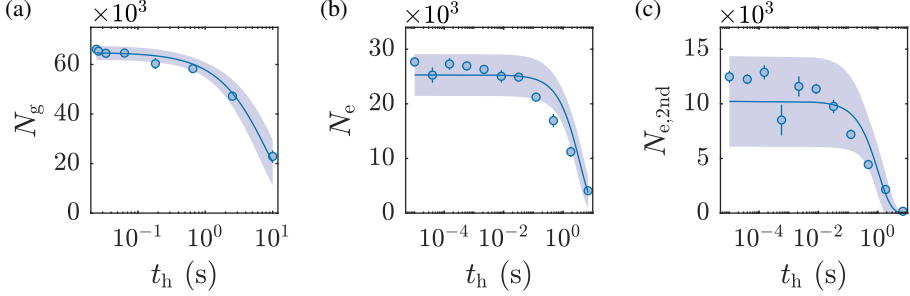 (a)
×10³
60
40
20
0
N_g
10⁻¹ 10⁰ 10¹
t_h (s)
(b)
×10³
30
20
10
0
N_e
10⁻⁴ 10⁻² 10⁰
t_h (s)
(c)
×10³
15
10
5
0
N_e,2nd
10⁻⁴ 10⁻² 10⁰
t_h (s)